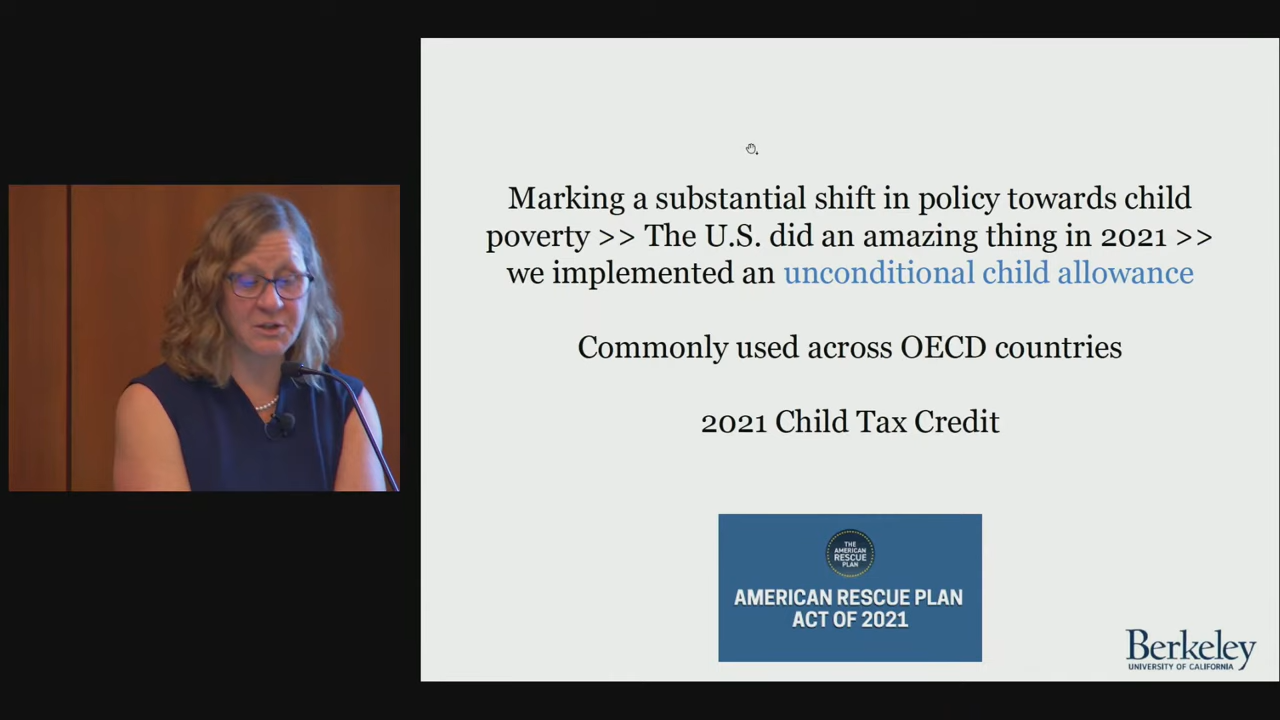 Marking a substantial shift in policy towards child
poverty >> The U.S. did an amazing thing in 2021 >>
we implemented an unconditional child allowance
Commonly used across OECD countries
2021 Child Tax Credit
THE
AMERICAN
RESCUE
PLAN
AMERICAN RESCUE PLAN
ACT OF 2021
Berkeley
UNIVERSITY OF CALIFORNIA